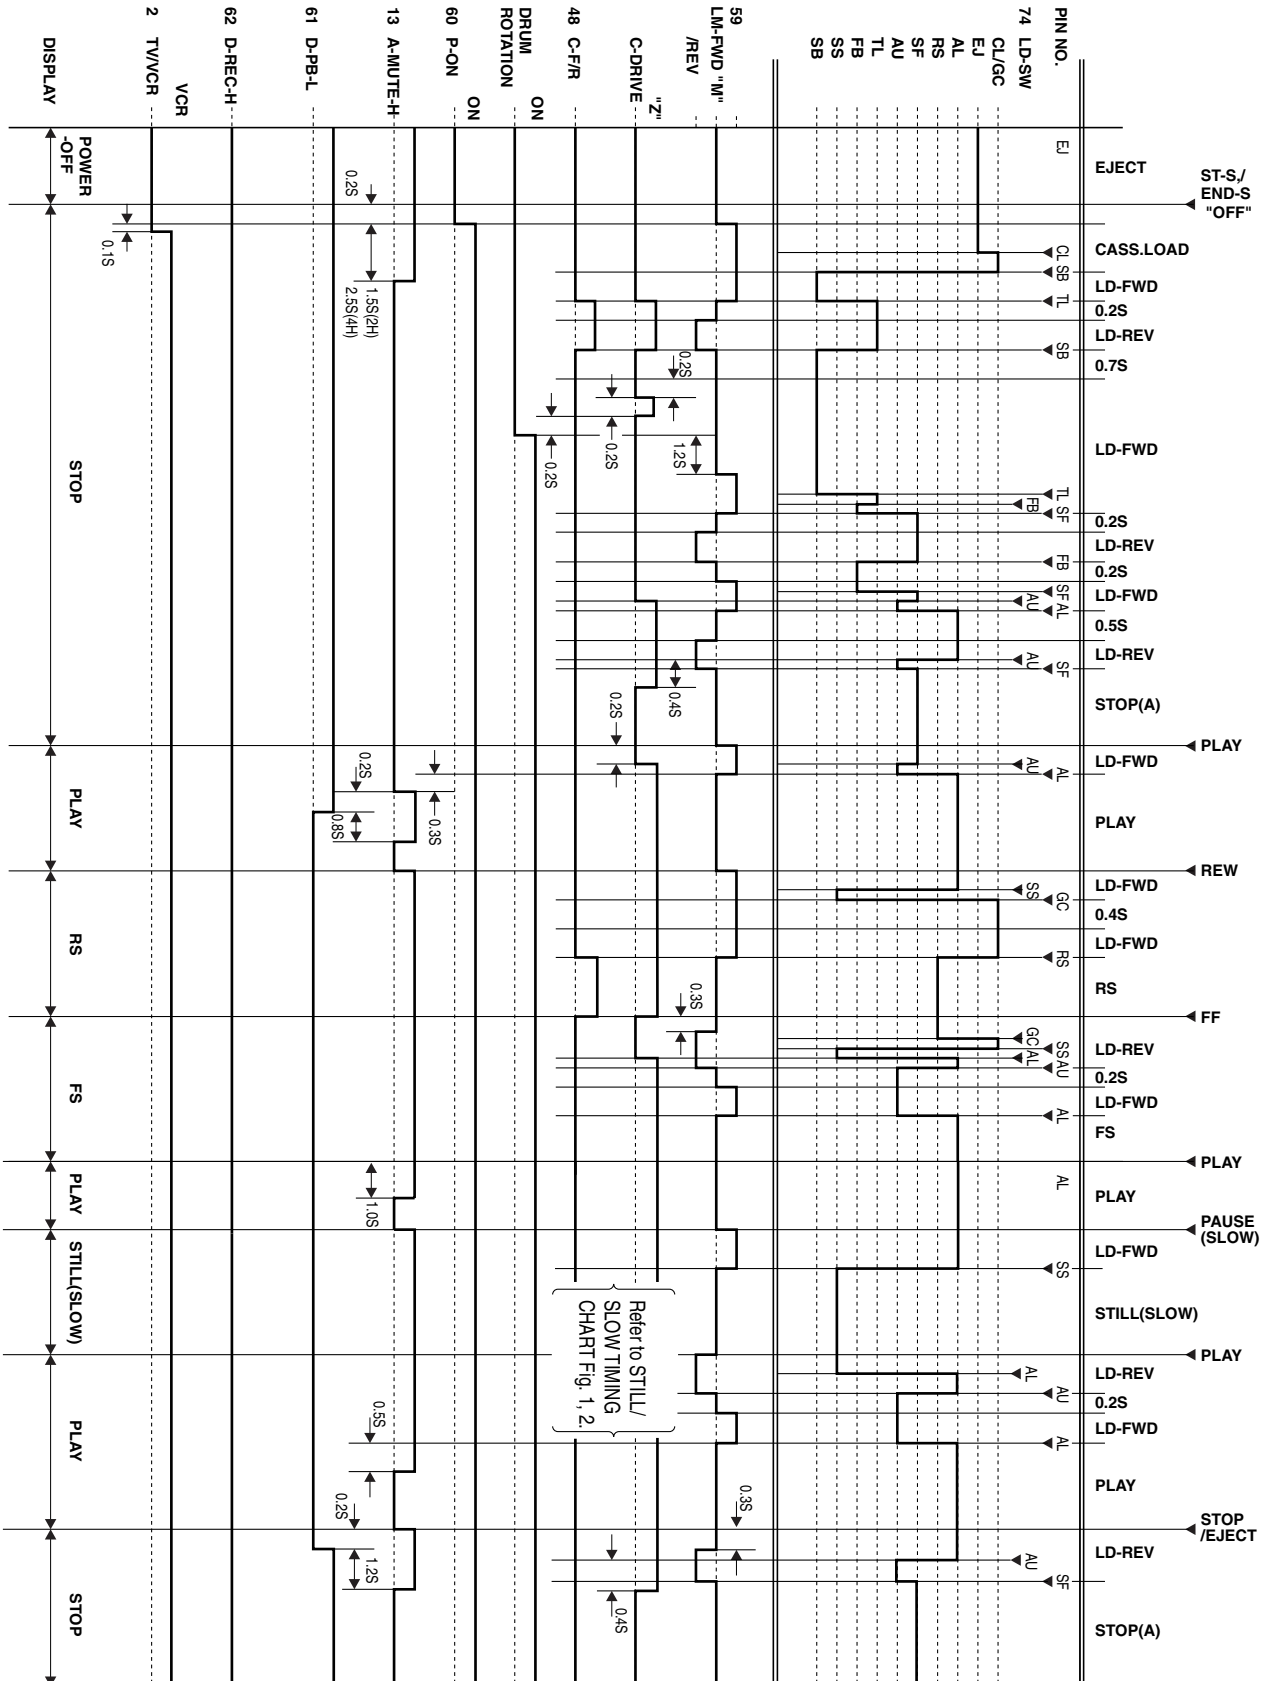 PIN NO.
74 LD-SW
CL/GC
EJ
AL
RS
SF
AU
FB
TL
SS
SB
59
LM-FWD "M"
/REV
"Z"
C-DRIVE
48 C-F/R
ON
DRUM
ROTATION
ON
60 P-ON
13 A-MUTE-H
61 D-PB-L
62 D-REC-H
VCR
2 TV/VCR
DISPLAY
ST-S,/
END-S
"OFF"
PLAY
REW
FF
PLAY
PAUSE
(SLOW)
PLAY
STOP
/EJECT
EJECT
CASS.LOAD
LD-FWD
0.2S
LD-REV
0.7S
LD-FWD
0.2S
LD-REV
0.2S
LD-FWD
0.5S
LD-REV
STOP(A)
LD-FWD
PLAY
LD-FWD
0.4S
LD-FWD
RS
LD-REV
0.2S
LD-FWD
FS
PLAY
LD-FWD
STILL(SLOW)
LD-REV
0.2S
LD-FWD
PLAY
LD-REV
STOP(A)
EJ
CL
SB
TL
SB
TL
FB
SF
FB
SF
AU
AL
AU
SF
AU
AL
SS
GC
RS
GC
SS
AL
AU
AL
AL
SS
AL
AU
AL
AU
SF
0.2S
1.2S
0.4S
0.3S
0.3S
0.2S
0.2S
0.4S
0.2S
Refer to STILL/
SLOW TIMING
CHART Fig. 1, 2.
0.3S
0.2S
1.5S(2H)
2.5S(4H)
0.2S
0.8S
1.0S
0.5S
0.2S
1.2S
0.1S
POWER
-OFF
STOP
PLAY
RS
FS
PLAY
STILL(SLOW)
PLAY
STOP